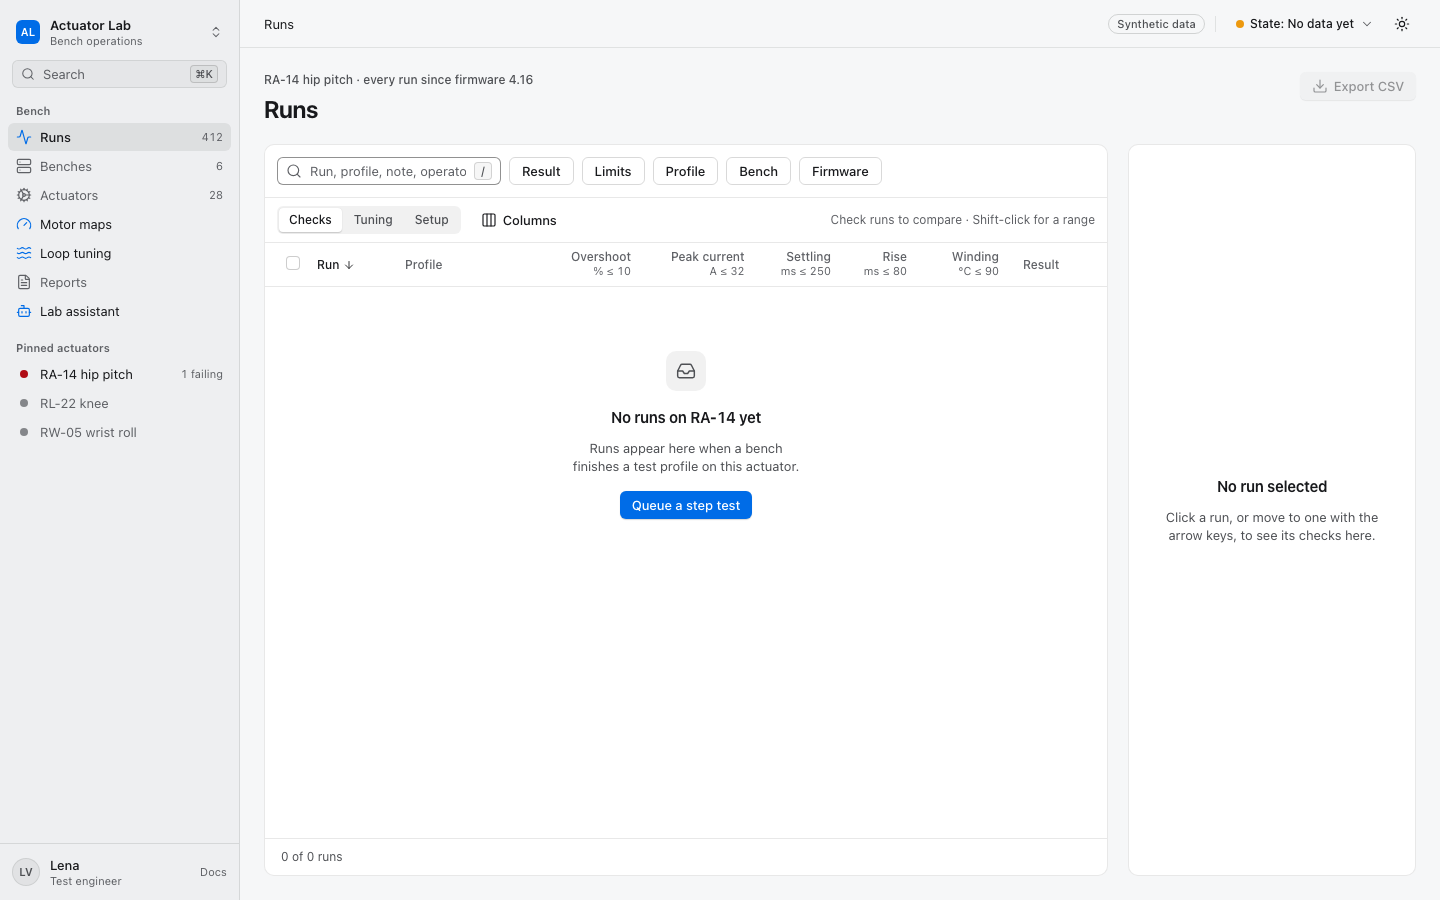 AL
Actuator Lab
Bench operations
Search
⌘K
Bench
Runs
412
Benches
6
Actuators
28
Motor maps
Loop tuning
Reports
Lab assistant
Pinned actuators
RA-14 hip pitch
1 failing
RL-22 knee
RW-05 wrist roll
LV
Lena
Test engineer
Docs
Runs
Synthetic data
State: No data yet
RA-14 hip pitch · every run since firmware 4.16
Runs
Export CSV
Run, profile, note, operato
/
Result
Limits
Profile
Bench
Firmware
Checks
Tuning
Setup
Columns
Check runs to compare · Shift-click for a range
Run ↓
Profile
Overshoot
% ≤ 10
Peak current
A ≤ 32
Settling
ms ≤ 250
Rise
ms ≤ 80
Winding
°C ≤ 90
Result
No runs on RA-14 yet
Runs appear here when a bench
finishes a test profile on this actuator.
Queue a step test
0 of 0 runs
No run selected
Click a run, or move to one with the
arrow keys, to see its checks here.